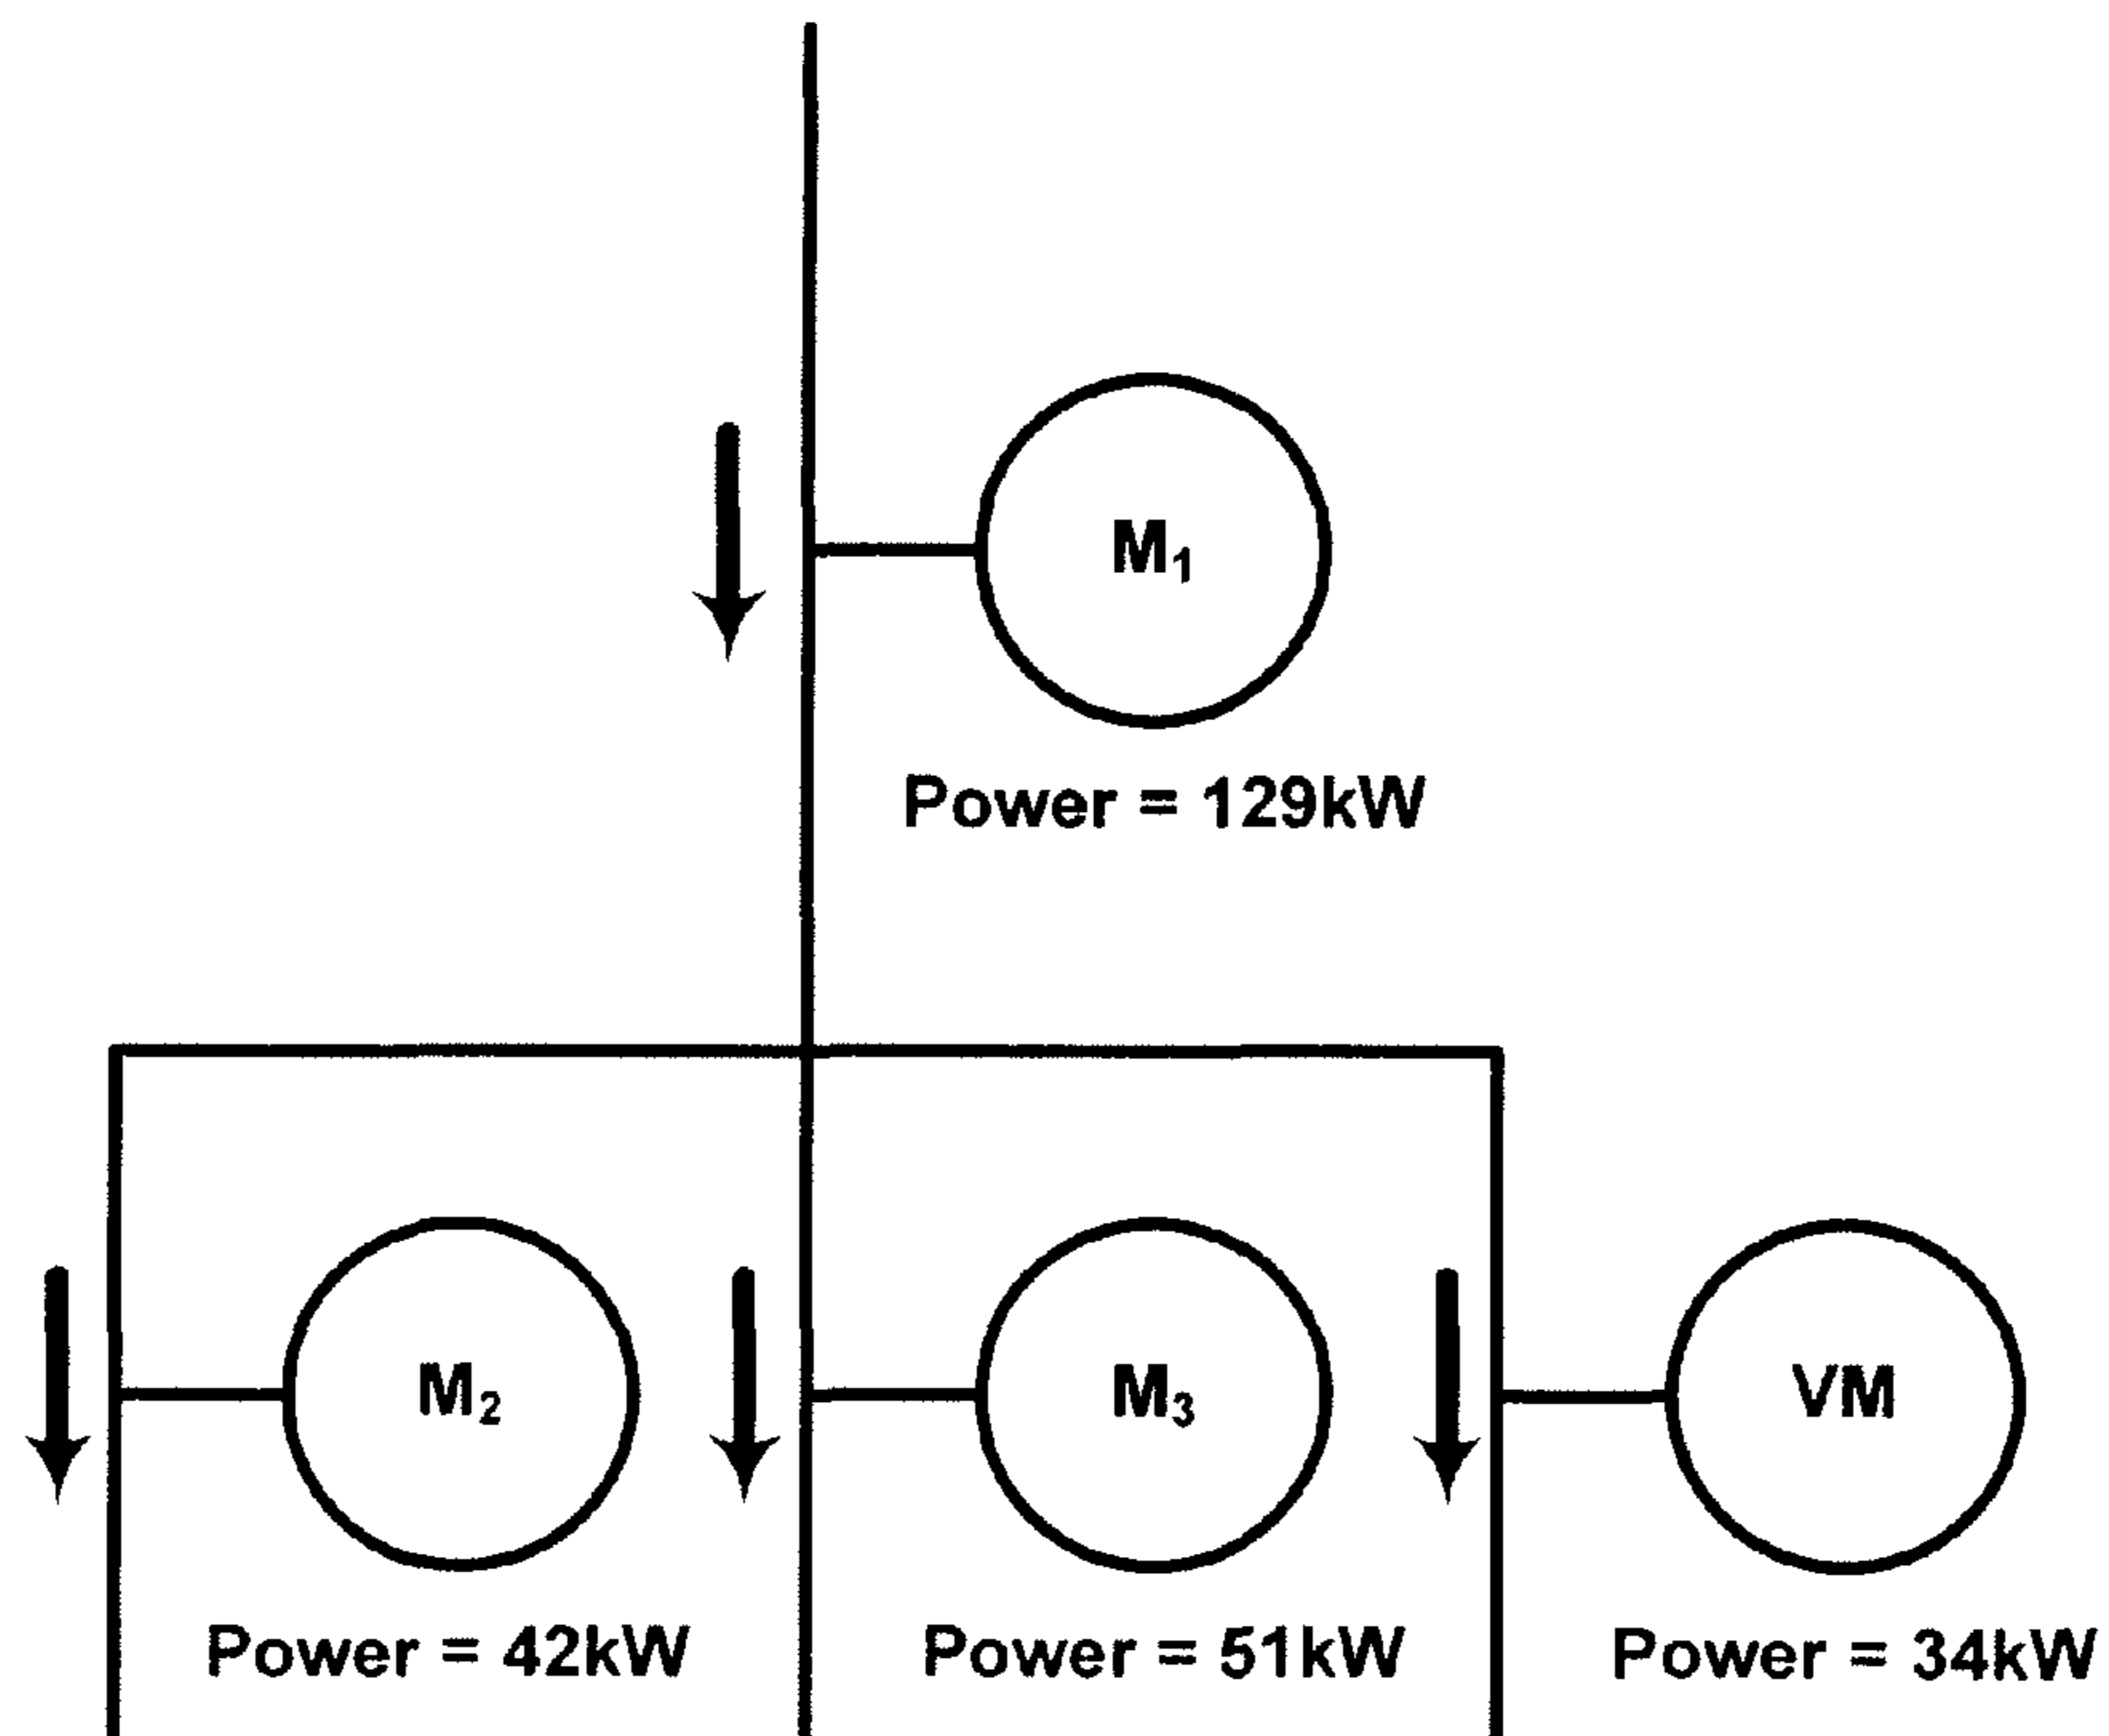 M₁
Power = 129kW
M₂
M₃
VM
Power = 42kW
Power = 51kW
Power = 34kW